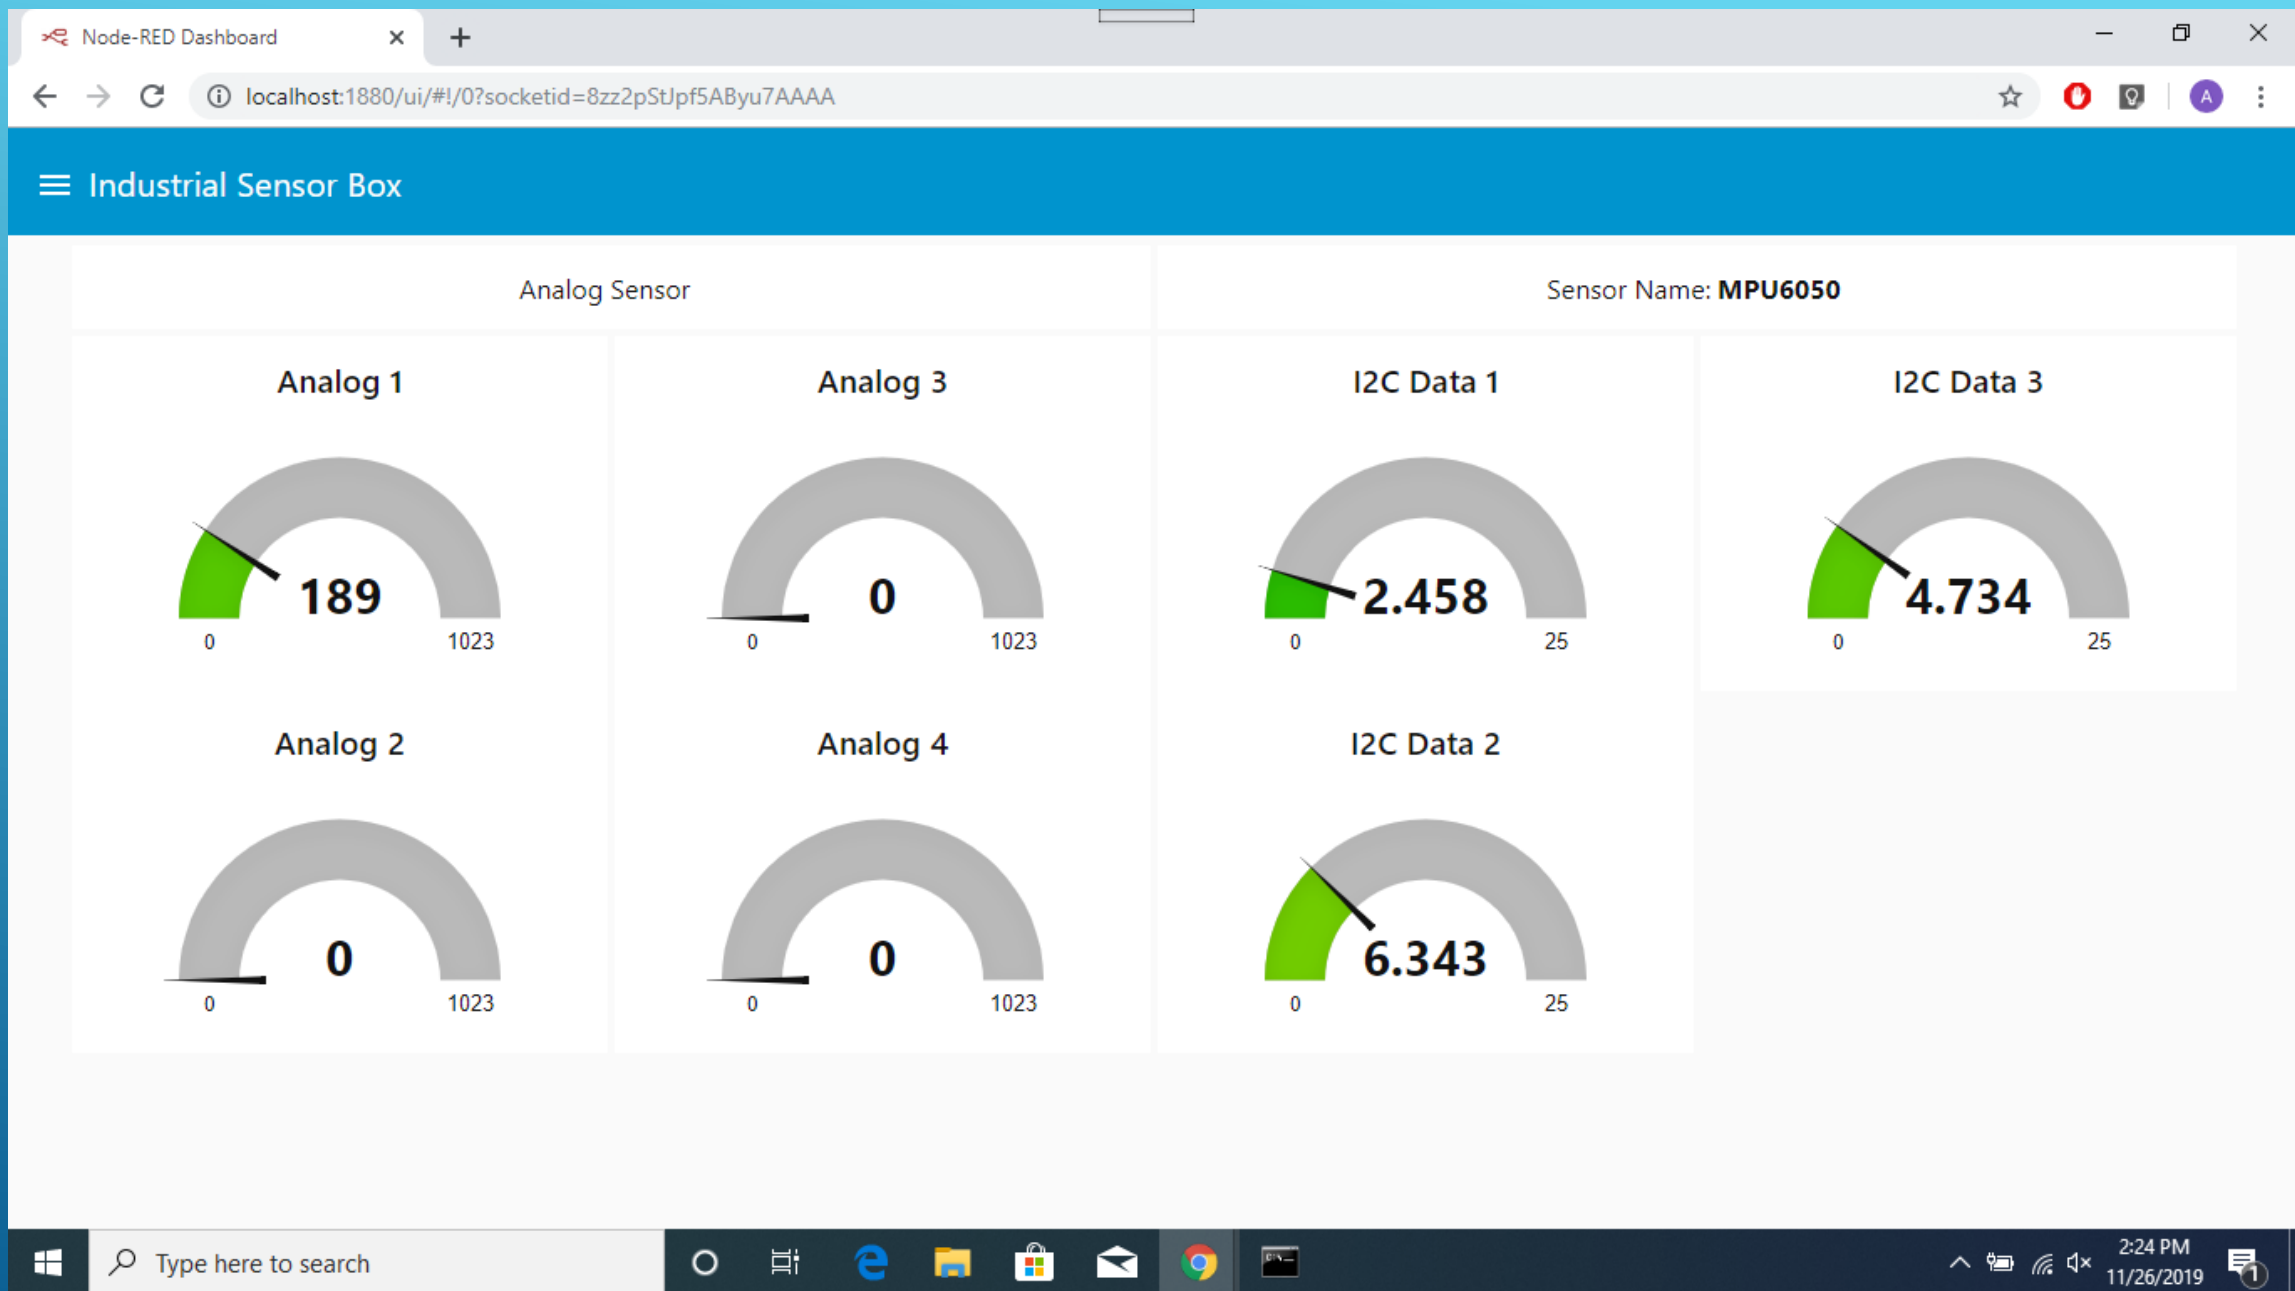 Node-RED Dashboard
localhost:1880/ui/#!/0?socketid=8zz2pStJpf5AByu7AAAA
A
Industrial Sensor Box
Analog Sensor
Sensor Name: MPU6050
Analog 1
189
0 1023
Analog 3
0
0 1023
I2C Data 1
2.458
0 25
I2C Data 3
4.734
0 25
Analog 2
0
0 1023
Analog 4
0
0 1023
I2C Data 2
6.343
0 25
Type here to search
2:24 PM
11/26/2019
1